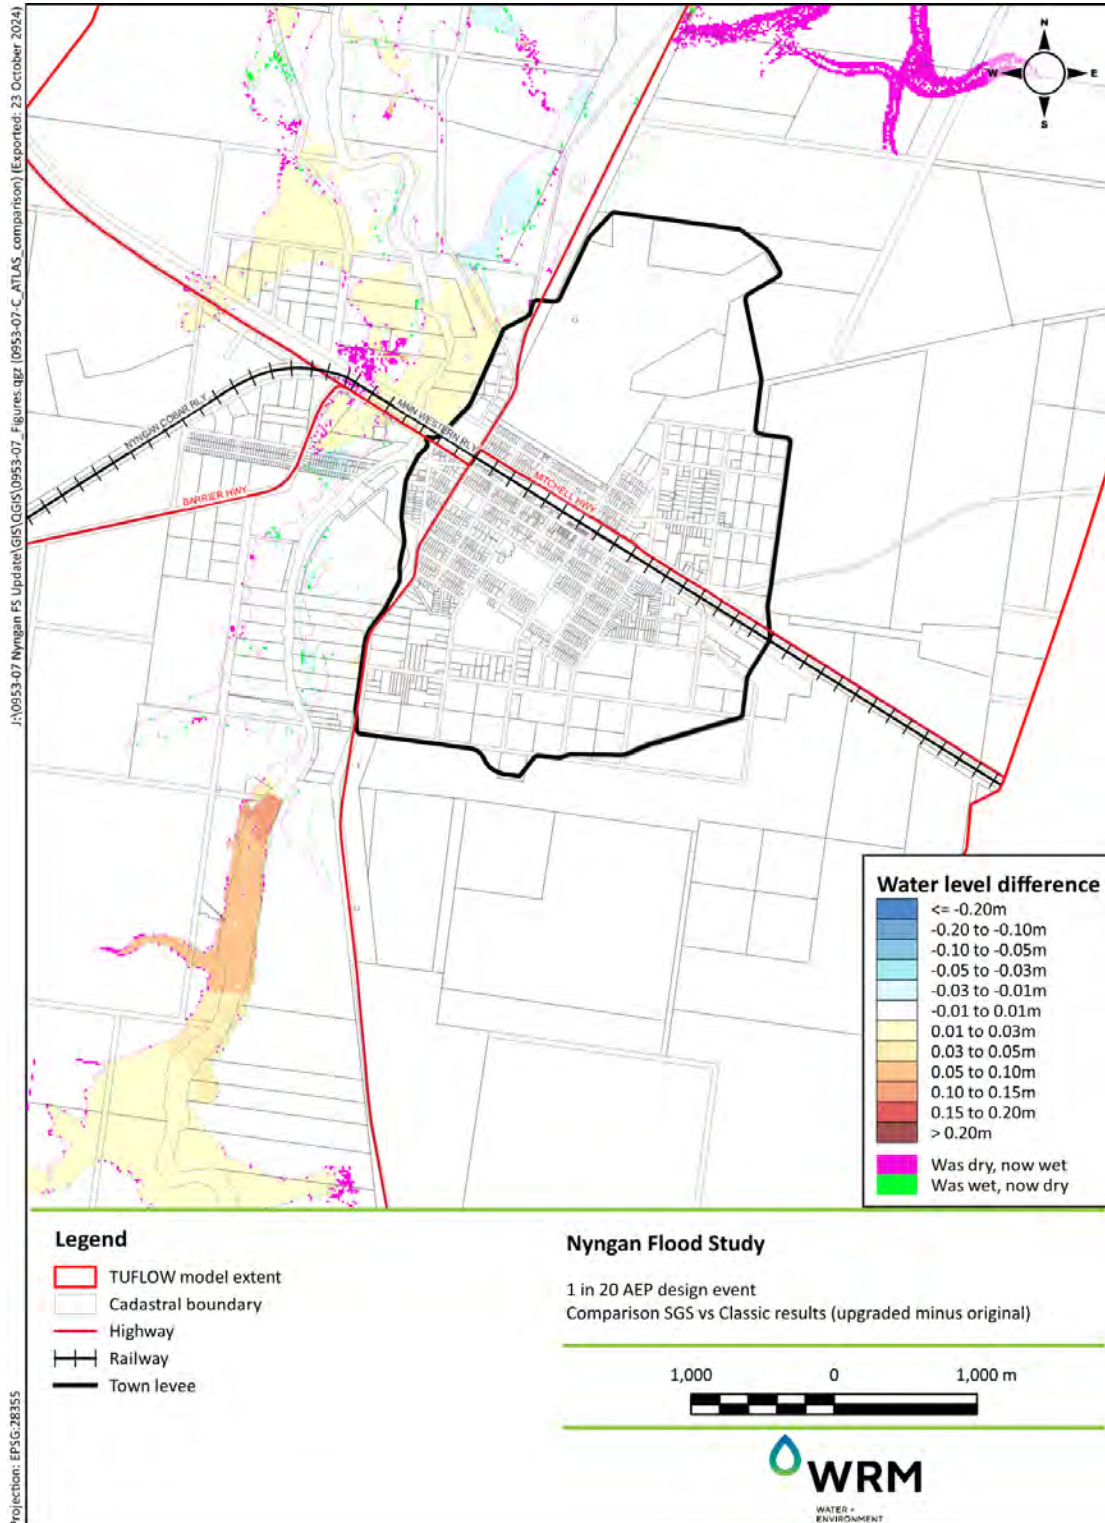 J:\0953-07 Nyngan FS Update\GIS\QGIS\0953-07_Figures.qgz (0953-07-C_ATLAS_comparison) (Exported: 23 October 2024)
Projection: EPSG:28355
N
W
E
S
NYNGAN COBAR RLY
MAIN WESTERN RLY
BARRIER HWY
MITCHELL HWY
Water level difference
<= -0.20m
-0.20 to -0.10m
-0.10 to -0.05m
-0.05 to -0.03m
-0.03 to -0.01m
-0.01 to 0.01m
0.01 to 0.03m
0.03 to 0.05m
0.05 to 0.10m
0.10 to 0.15m
0.15 to 0.20m
> 0.20m
Was dry, now wet
Was wet, now dry
Legend
TUFLOW model extent
Cadastral boundary
Highway
Railway
Town levee
Nyngan Flood Study
1 in 20 AEP design event
Comparison SGS vs Classic results (upgraded minus original)
1,000 0 1,000 m
WRM
WATER +
ENVIRONMENT